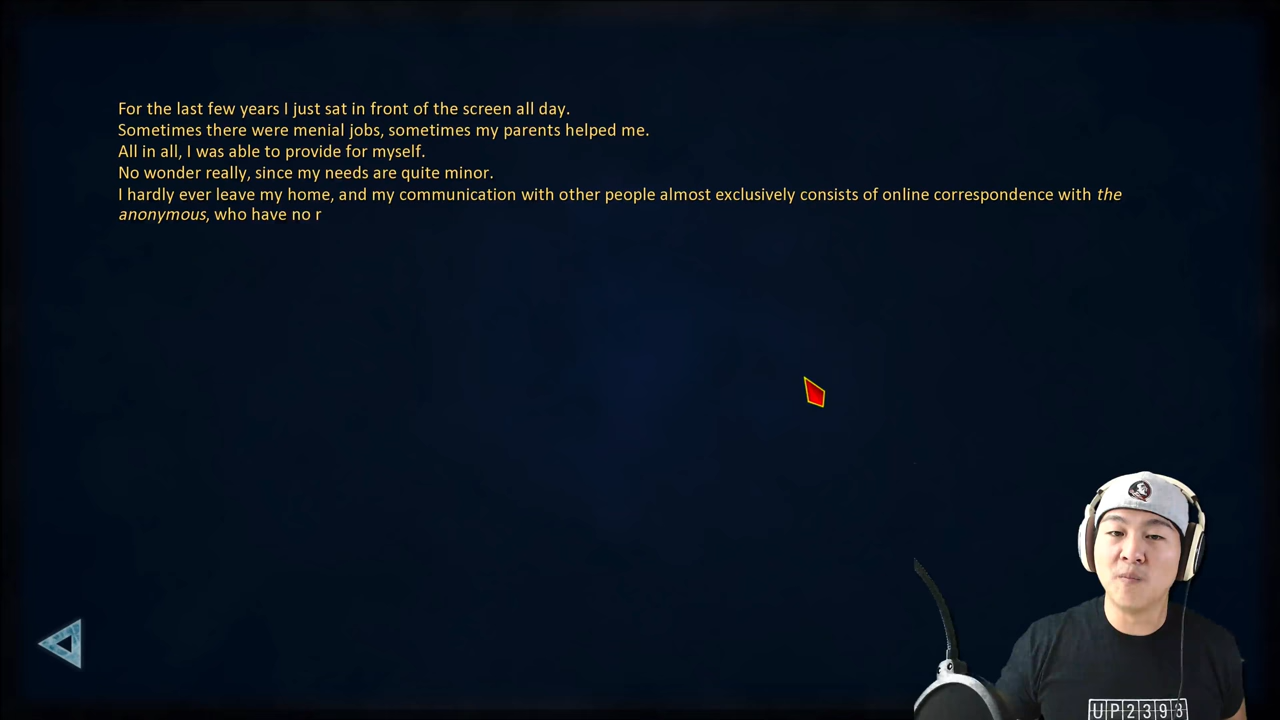 For the last few years I just sat in front of the screen all day.
Sometimes there were menial jobs, sometimes my parents helped me.
All in all, I was able to provide for myself.
No wonder really, since my needs are quite minor.
I hardly ever leave my home, and my communication with other people almost exclusively consists of online correspondence with the
anonymous, who have no r
UP2393